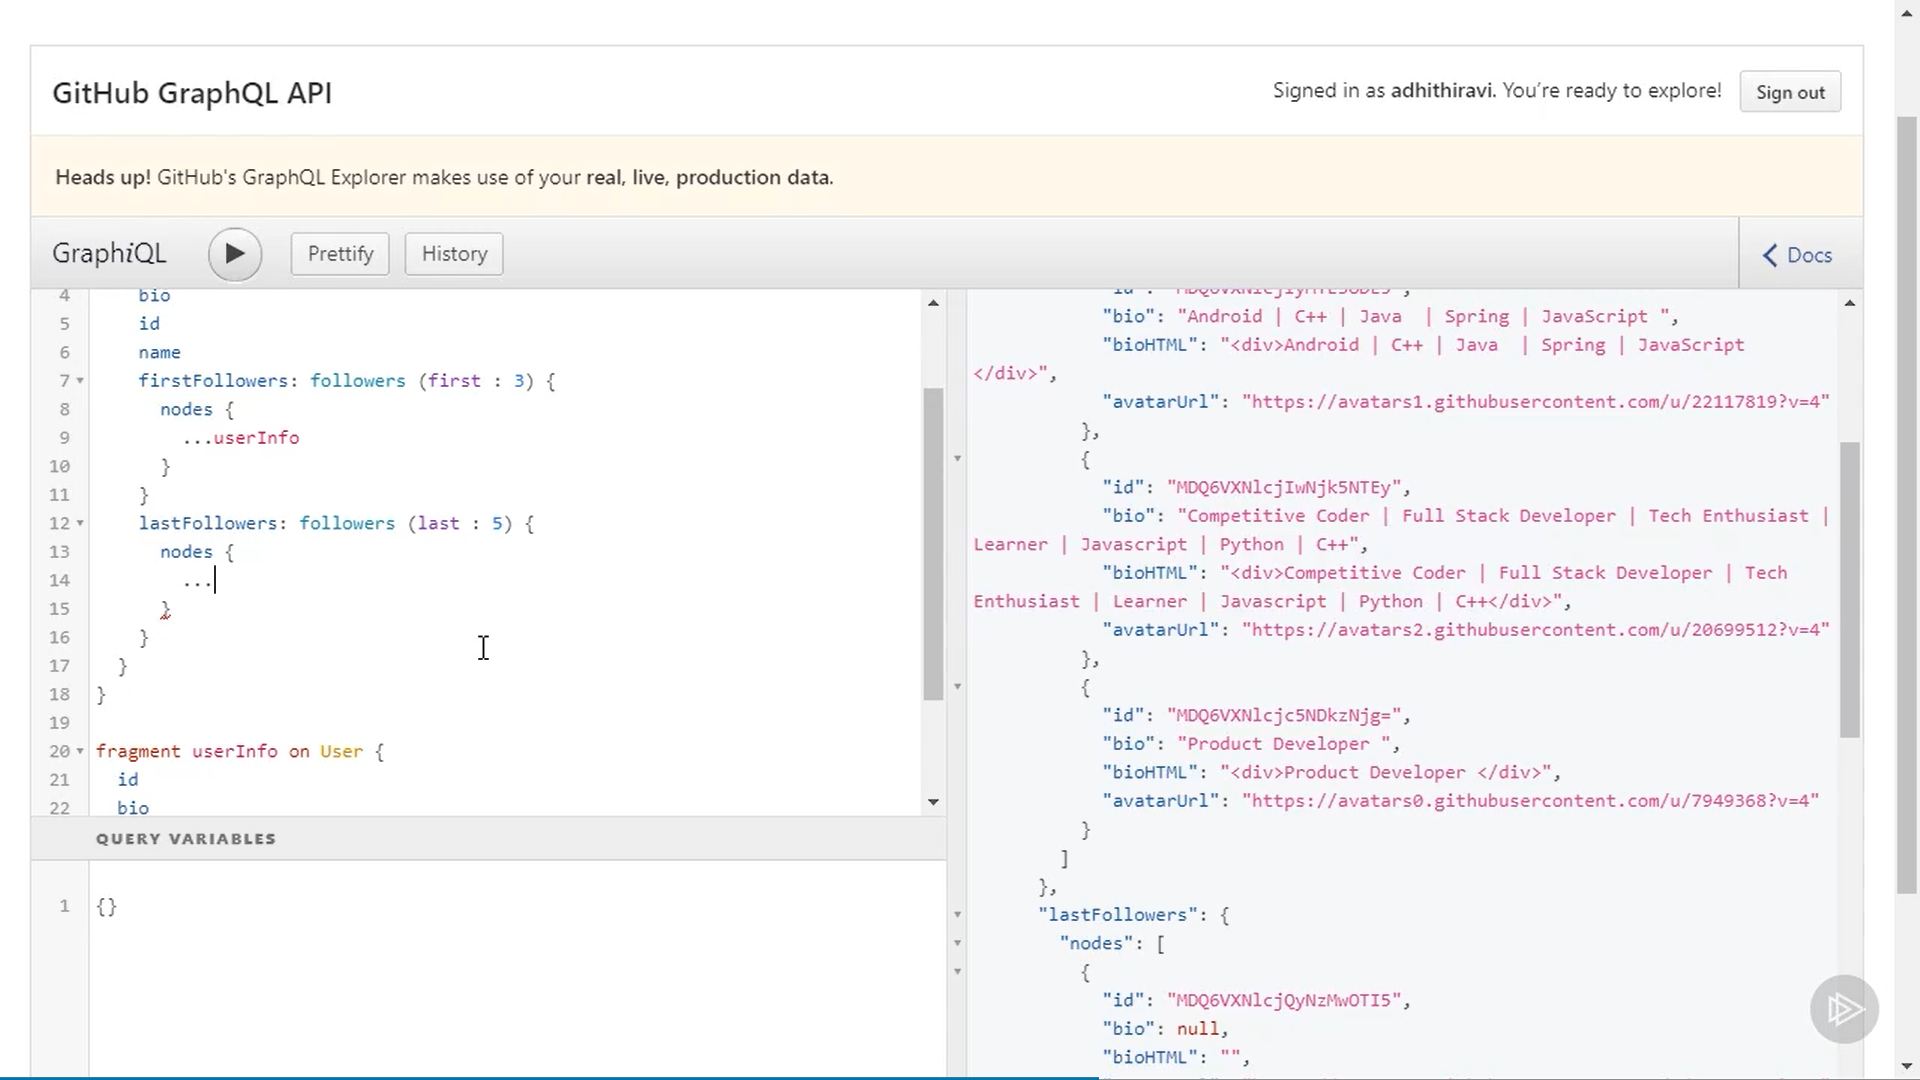 GitHub GraphQL API
Signed in as adhithiravi. You're ready to explore!
Sign out
Heads up! GitHub's GraphQL Explorer makes use of your real, live, production data.
GraphiQL
Prettify
History
Docs
4 bio
5 id
6 name
7 firstFollowers: followers (first : 3) {
8 nodes {
9 ...userInfo
10 }
11 }
12 lastFollowers: followers (last : 5) {
13 nodes {
14 ...
15 }
16 }
17 }
18 }
19
20 fragment userInfo on User {
21 id
22 bio
QUERY VARIABLES
1 {}
"bio": "Android | C++ | Java  | Spring | JavaScript ",
"bioHTML": "<div>Android | C++ | Java  | Spring | JavaScript
</div>",
"avatarUrl": "https://avatars1.githubusercontent.com/u/22117819?v=4"
},
{
"id": "MDQ6VXNlcjIwNjk5NTEy",
"bio": "Competitive Coder | Full Stack Developer | Tech Enthusiast |
Learner | Javascript | Python | C++",
"bioHTML": "<div>Competitive Coder | Full Stack Developer | Tech
Enthusiast | Learner | Javascript | Python | C++</div>",
"avatarUrl": "https://avatars2.githubusercontent.com/u/20699512?v=4"
},
{
"id": "MDQ6VXNlcjc5NDkzNjg=",
"bio": "Product Developer ",
"bioHTML": "<div>Product Developer </div>",
"avatarUrl": "https://avatars0.githubusercontent.com/u/7949368?v=4"
}
]
},
"lastFollowers": {
"nodes": [
{
"id": "MDQ6VXNlcjQyNzMwOTI5",
"bio": null,
"bioHTML": "",